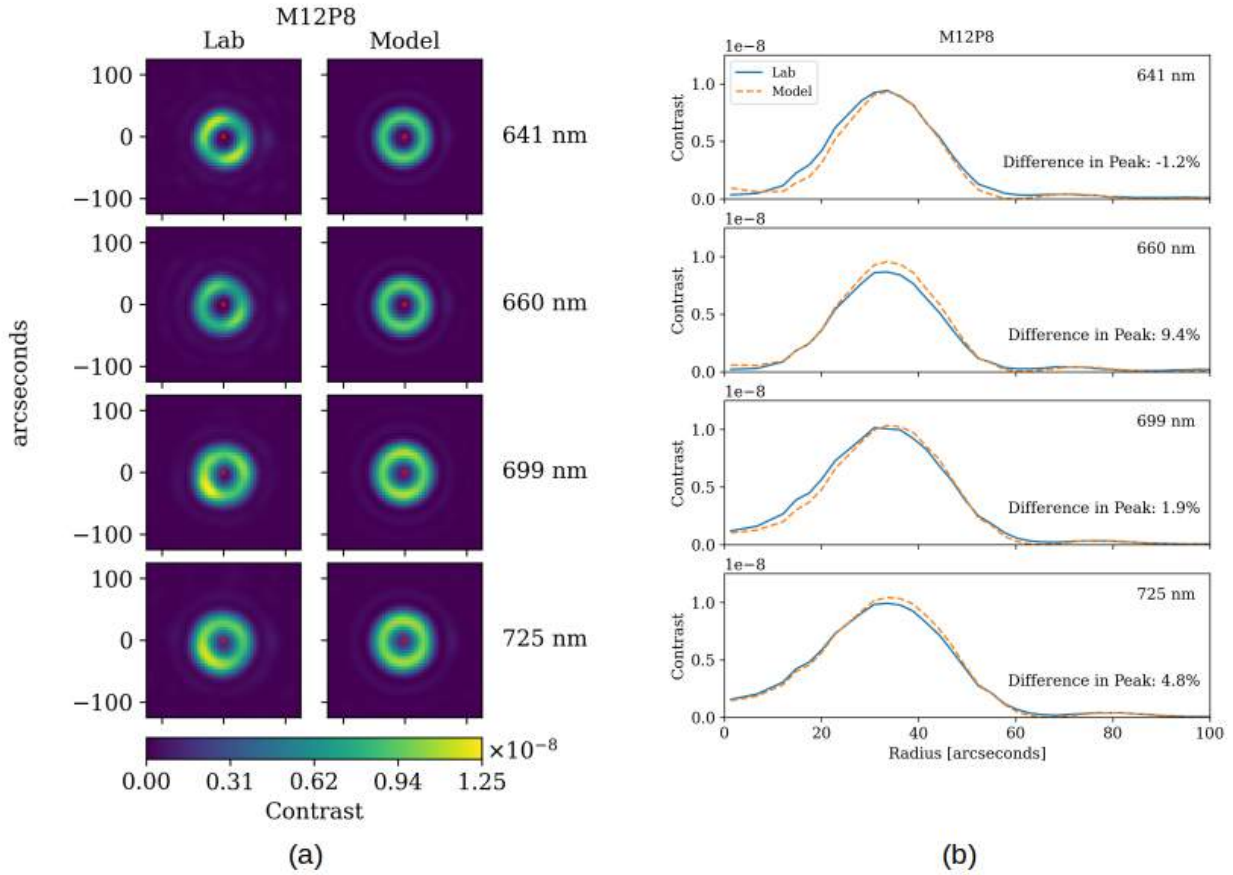 M12P8
Lab Model
100
0
−100
641 nm
100
0
−100
660 nm
100
0
−100
699 nm
100
0
−100
725 nm
arcseconds
0.00 0.31 0.62 0.94 1.25
×10−8
Contrast
(a)
M12P8
1e−8
Lab
Model
641 nm
Difference in Peak: -1.2%
1.0
0.5
0.0
Contrast
1e−8
660 nm
Difference in Peak: 9.4%
1.0
0.5
0.0
Contrast
1e−8
699 nm
Difference in Peak: 1.9%
1.0
0.5
0.0
Contrast
1e−8
725 nm
Difference in Peak: 4.8%
1.0
0.5
0.0
Contrast
0 20 40 60 80 100
Radius [arcseconds]
(b)